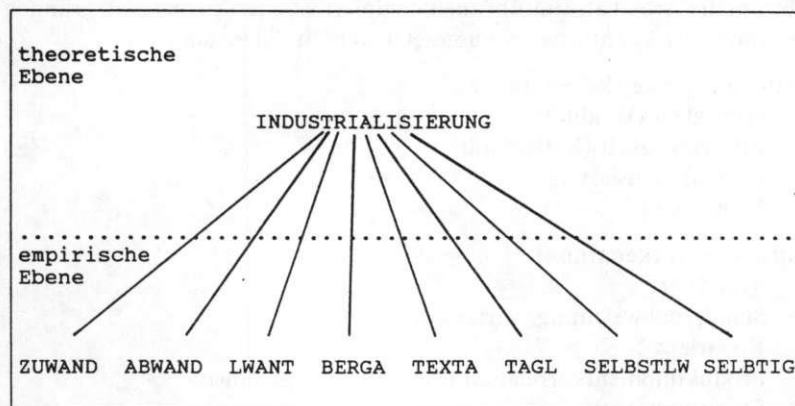 theoretische
Ebene
INDUSTRIALISIERUNG
empirische
Ebene
ZUWAND ABWAND LWANT BERGA TEXTA TAGL SELBSTLW SELBTIG